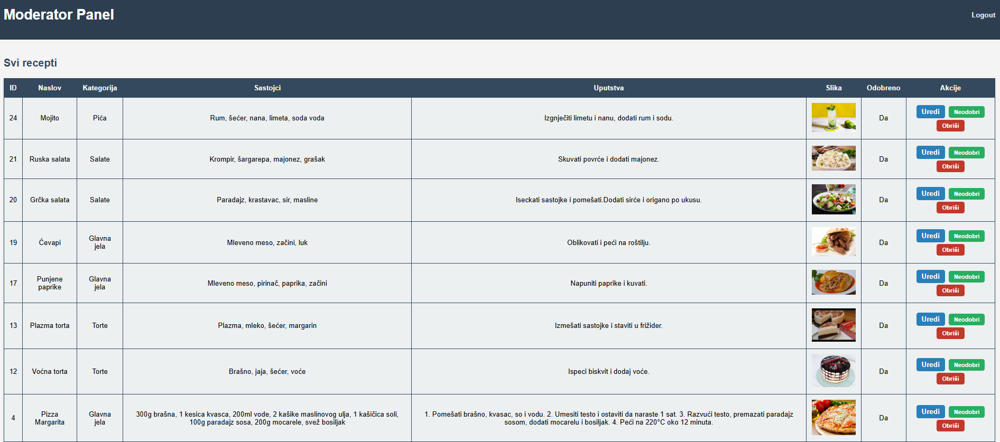 Moderator Panel
Logout
Svi recepti
ID Naslov Kategorija Sastojci Uputstva Slika Odobreno Akcije
24 Mojito Pića Rum, šećer, nana, limeta, soda voda Izgnječiti limetu i nanu, dodati rum i sodu. Da Uredi Neodobri
Obriši
21 Ruska salata Salate Krompir, šargarepa, majonez, grašak Skuvati povrće i dodati majonez. Da Uredi Neodobri
Obriši
20 Grčka salata Salate Paradajz, krastavac, sir, masline Iseckati sastojke i pomešati.Dodati sirće i origano po ukusu. Da Uredi Neodobri
Obriši
19 Ćevapi Glavna
jela Mleveno meso, začini, luk Oblikovati i peći na roštilju. Da Uredi Neodobri
Obriši
17 Punjene
paprike Glavna
jela Mleveno meso, pirinač, paprika, začini Napuniti paprike i kuvati. Da Uredi Neodobri
Obriši
13 Plazma torta Torte Plazma, mleko, šećer, margarin Izmešati sastojke i staviti u frižider. Da Uredi Neodobri
Obriši
12 Voćna torta Torte Brašno, jaja, šećer, voće Ispeci biskvit i dodaj voće. Da Uredi Neodobri
Obriši
4 Pizza
Margarita Glavna
jela 300g brašna, 1 kesica kvasca, 200ml vode, 2 kašike maslinovog ulja, 1 kašičica soli,
100g paradajz sosa, 200g mocarele, svež bosiljak 1. Pomešati brašno, kvasac, so i vodu. 2. Umesiti testo i ostaviti da naraste 1 sat. 3. Razvući testo, premazati paradajz
sosom, dodati mocarelu i bosiljak. 4. Peći na 220°C oko 12 minuta. Da Uredi Neodobri
Obriši